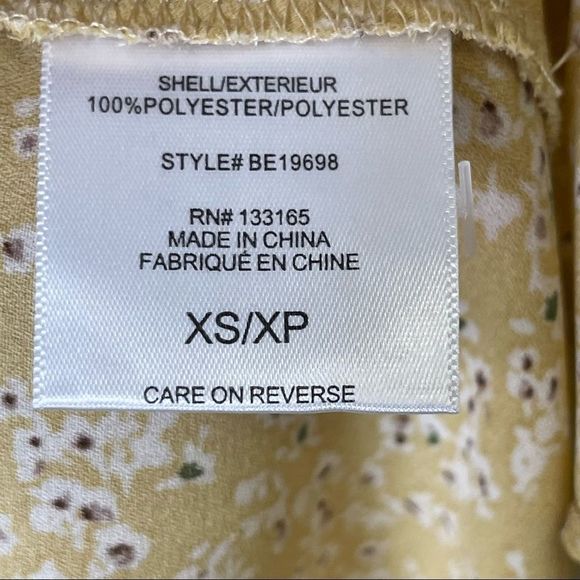 SHELL/EXTERIEUR
100%POLYESTER/POLYESTER
STYLE# BE19698
RN# 133165
MADE IN CHINA
FABRIQUÉ EN CHINE
XS/XP
CARE ON REVERSE